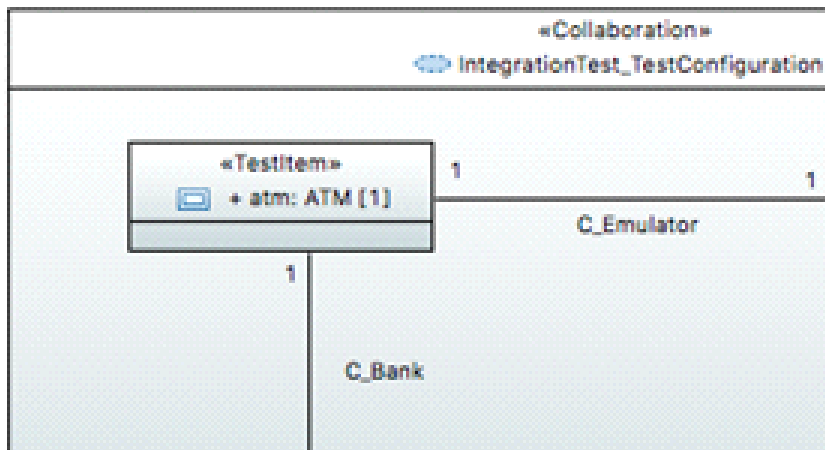 «Collaboration»
IntegrationTest_TestConfiguration
«TestItem»
+ atm: ATM [1]
1
1
C_Emulator
1
C_Bank